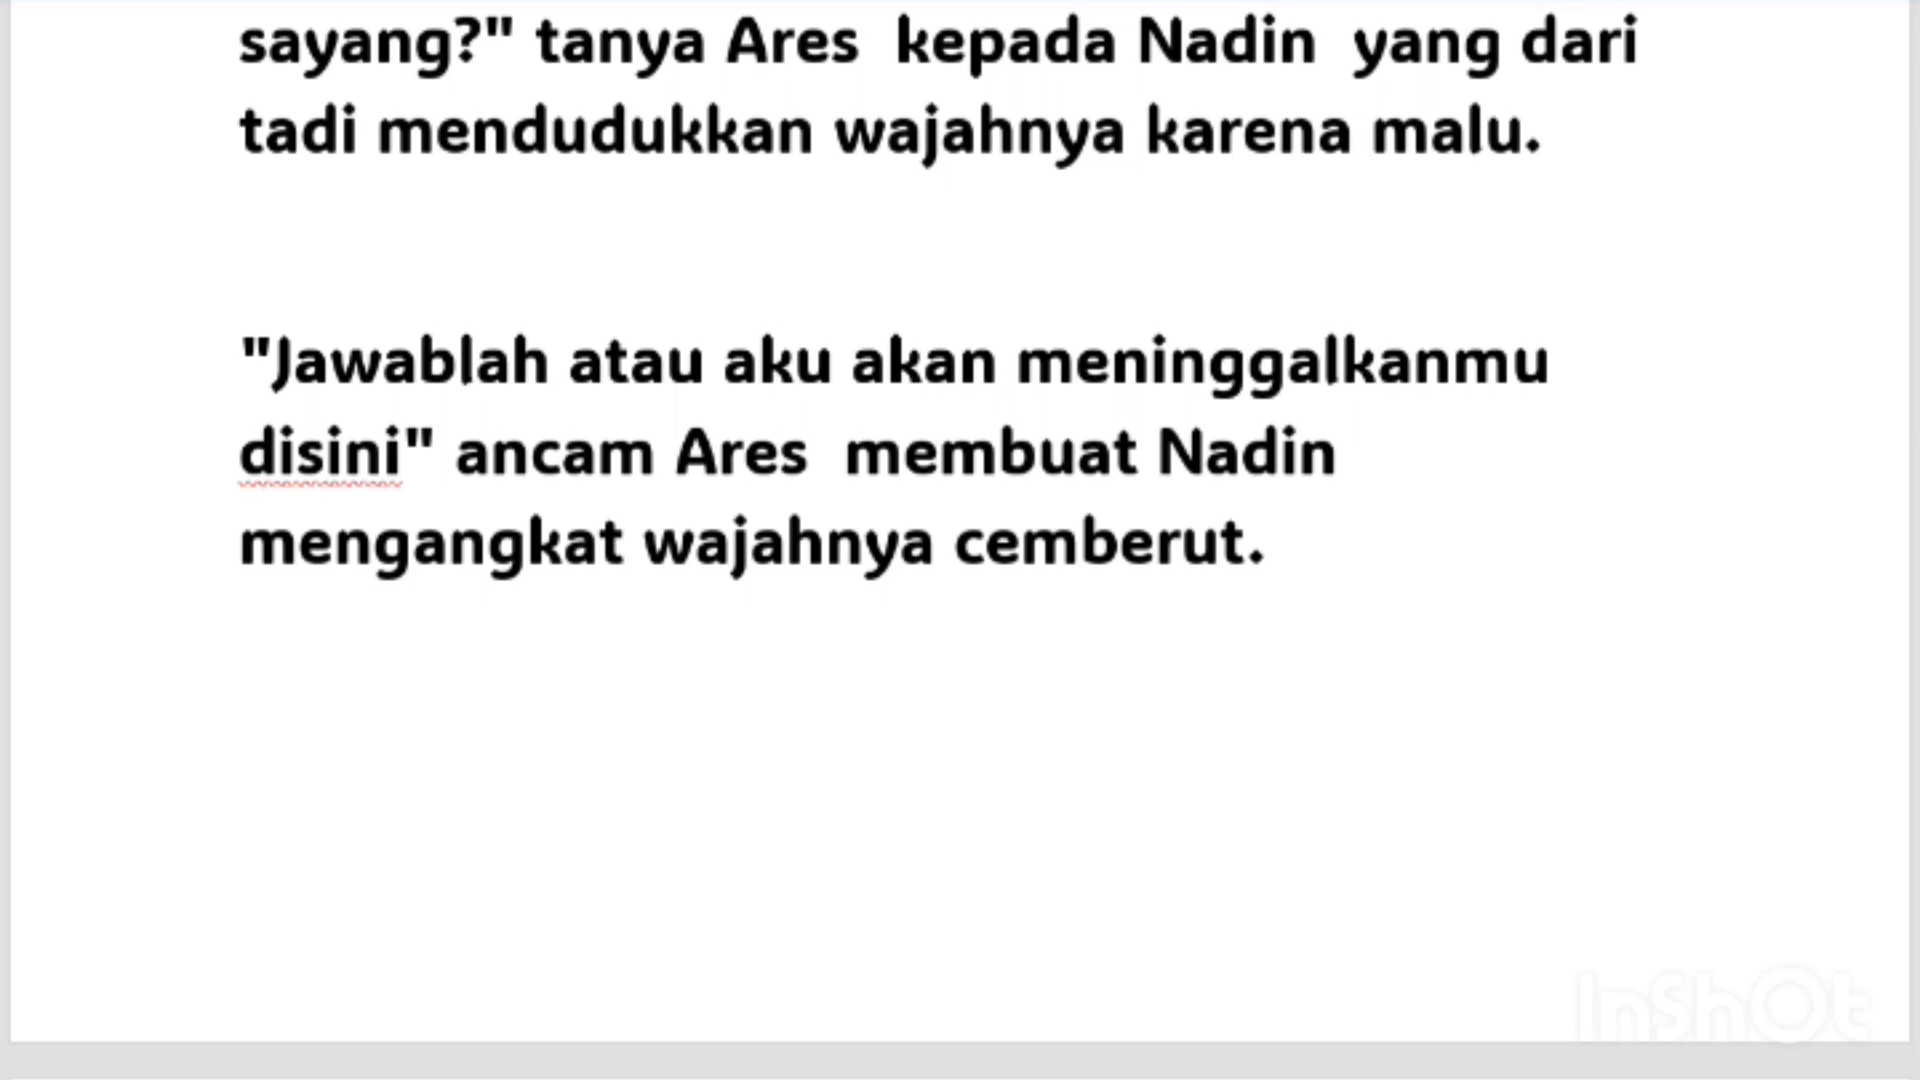 sayang?" tanya Ares  kepada Nadin  yang dari
tadi mendudukkan wajahnya karena malu.
"Jawablah atau aku akan meninggalkanmu
disini" ancam Ares  membuat Nadin
mengangkat wajahnya cemberut.
InShOt